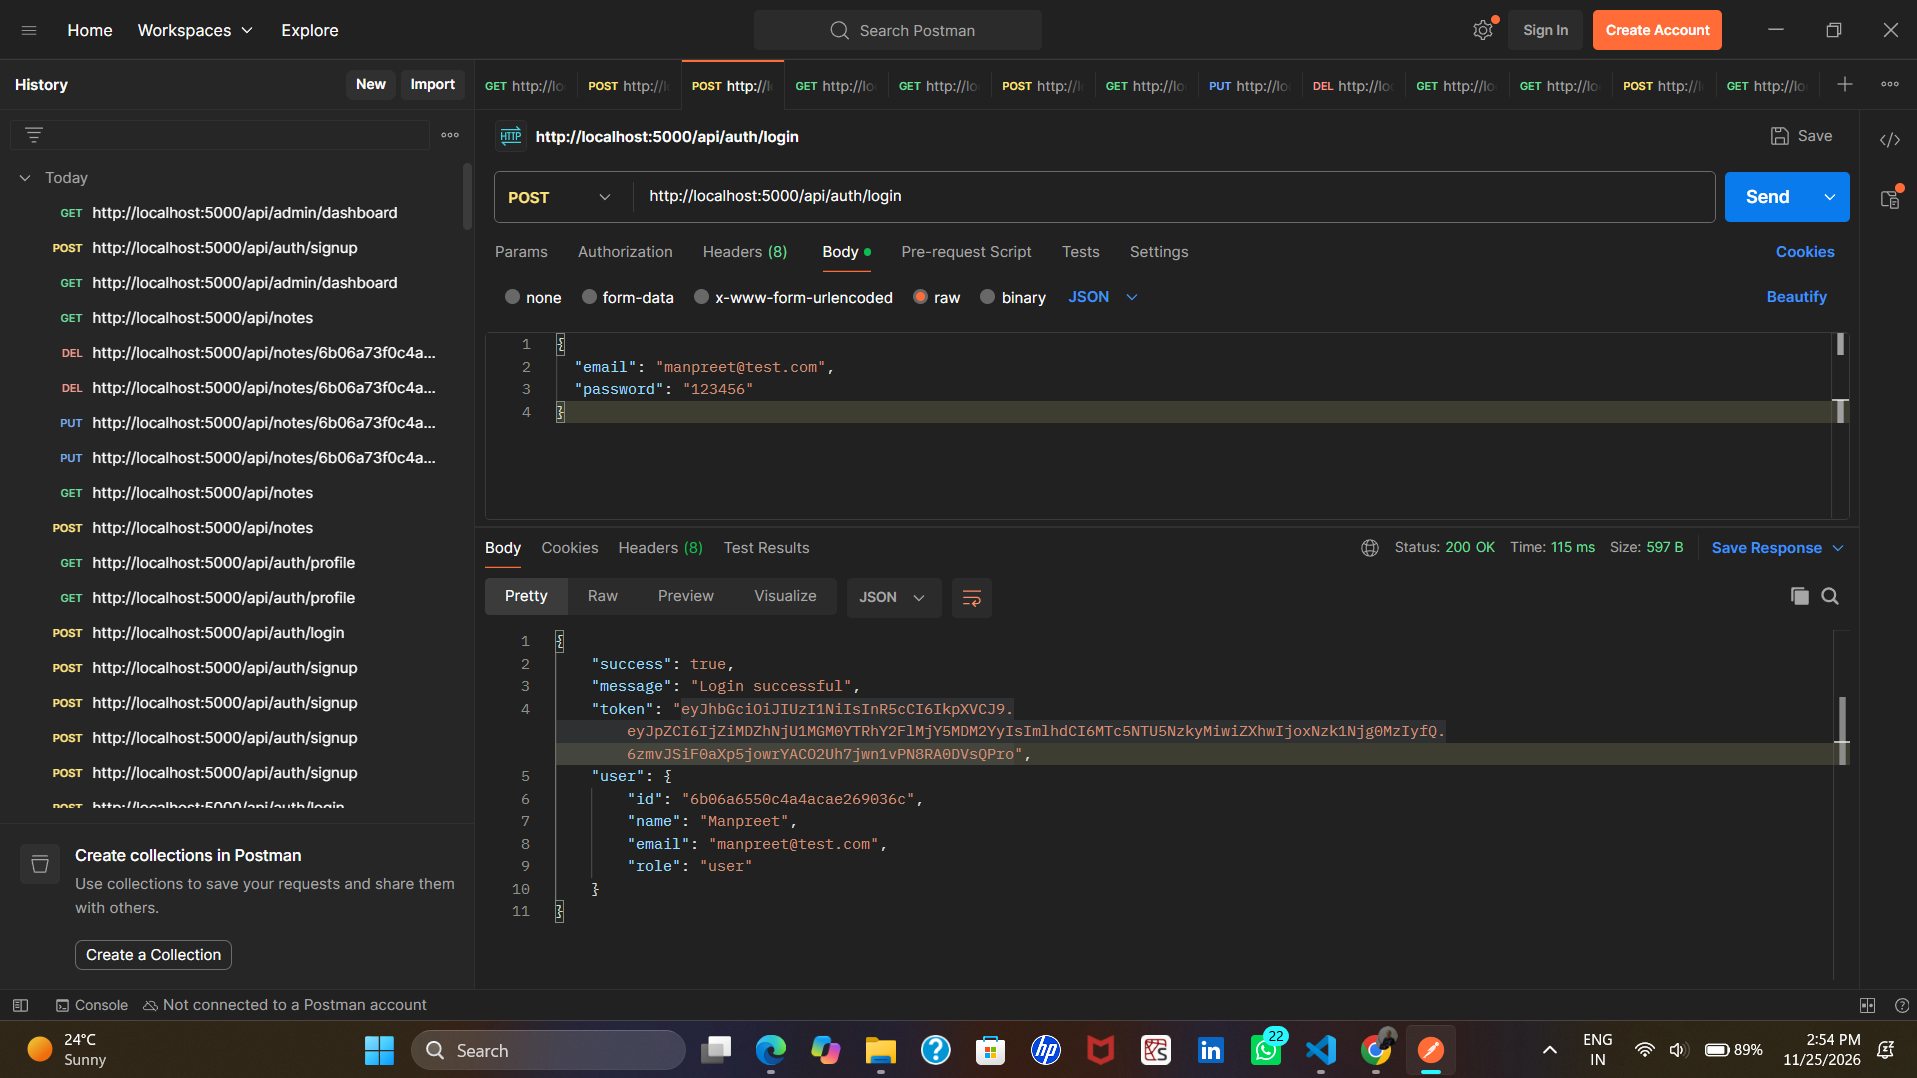 Home
Workspaces
Explore
Search Postman
Sign In
Create Account
History
New
Import
GET http://lo
POST http://l
POST http://l
GET http://lo
GET http://lo
POST http://l
GET http://lo
PUT http://lo
DEL http://lo
GET http://lo
GET http://lo
POST http://l
GET http://lo
HTTP http://localhost:5000/api/auth/login
Save
POST
http://localhost:5000/api/auth/login
Send
Today
GET http://localhost:5000/api/admin/dashboard
POST http://localhost:5000/api/auth/signup
GET http://localhost:5000/api/admin/dashboard
GET http://localhost:5000/api/notes
DEL http://localhost:5000/api/notes/6b06a73f0c4a...
DEL http://localhost:5000/api/notes/6b06a73f0c4a...
PUT http://localhost:5000/api/notes/6b06a73f0c4a...
PUT http://localhost:5000/api/notes/6b06a73f0c4a...
GET http://localhost:5000/api/notes
POST http://localhost:5000/api/notes
GET http://localhost:5000/api/auth/profile
GET http://localhost:5000/api/auth/profile
POST http://localhost:5000/api/auth/login
POST http://localhost:5000/api/auth/signup
POST http://localhost:5000/api/auth/signup
POST http://localhost:5000/api/auth/signup
POST http://localhost:5000/api/auth/signup
POST http://localhost:5000/api/auth/login
Create collections in Postman
Use collections to save your requests and share them
with others.
Create a Collection
Params Authorization Headers (8) Body Pre-request Script Tests Settings Cookies
none form-data x-www-form-urlencoded raw binary JSON Beautify
1 {
2 "email": "manpreet@test.com",
3 "password": "123456"
4 }
Body Cookies Headers (8) Test Results
Status: 200 OK Time: 115 ms Size: 597 B Save Response
Pretty Raw Preview Visualize JSON
1 {
2 "success": true,
3 "message": "Login successful",
4 "token": "eyJhbGciOiJIUzI1NiIsInR5cCI6IkpXVCJ9.
eyJpZCI6IjZiMDZhNjU1MGM0YTRhY2FlMjY5MDM2YyIsImlhdCI6MTc5NTU5NzkyMiwiZXhwIjoxNzk1Njg0MzIyfQ.
6zmvJSiF0aXp5jowrYACO2Uh7jwn1vPN8RA0DVsQPro",
5 "user": {
6 "id": "6b06a6550c4a4acae269036c",
7 "name": "Manpreet",
8 "email": "manpreet@test.com",
9 "role": "user"
10 }
11 }
Console
Not connected to a Postman account
24°C
Sunny
Search
hp
in
22
ENG
IN
89%
2:54 PM
11/25/2026